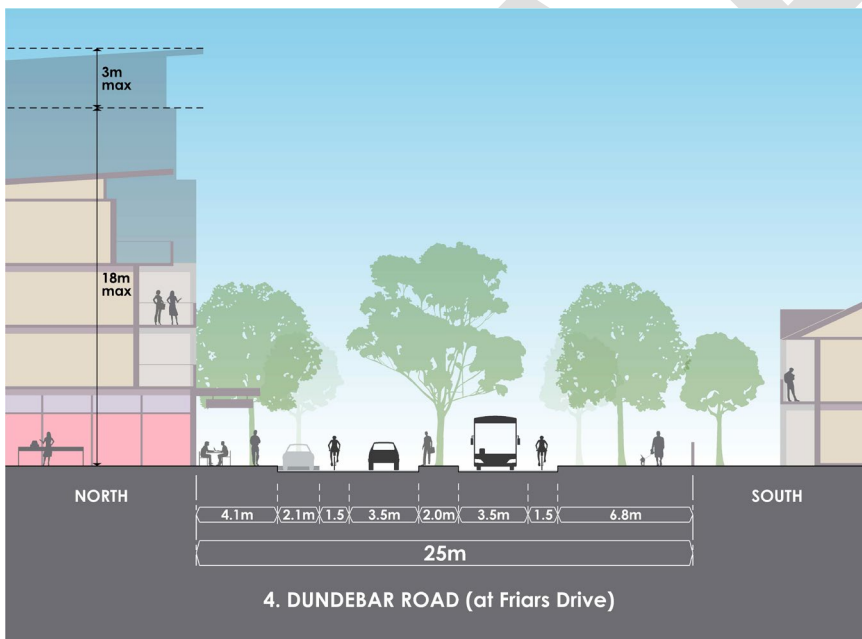 3m
max
18m
max
NORTH
SOUTH
4.1m 2.1m 1.5 3.5m 2.0m 3.5m 1.5 6.8m
25m
4. DUNDEBAR ROAD (at Friars Drive)